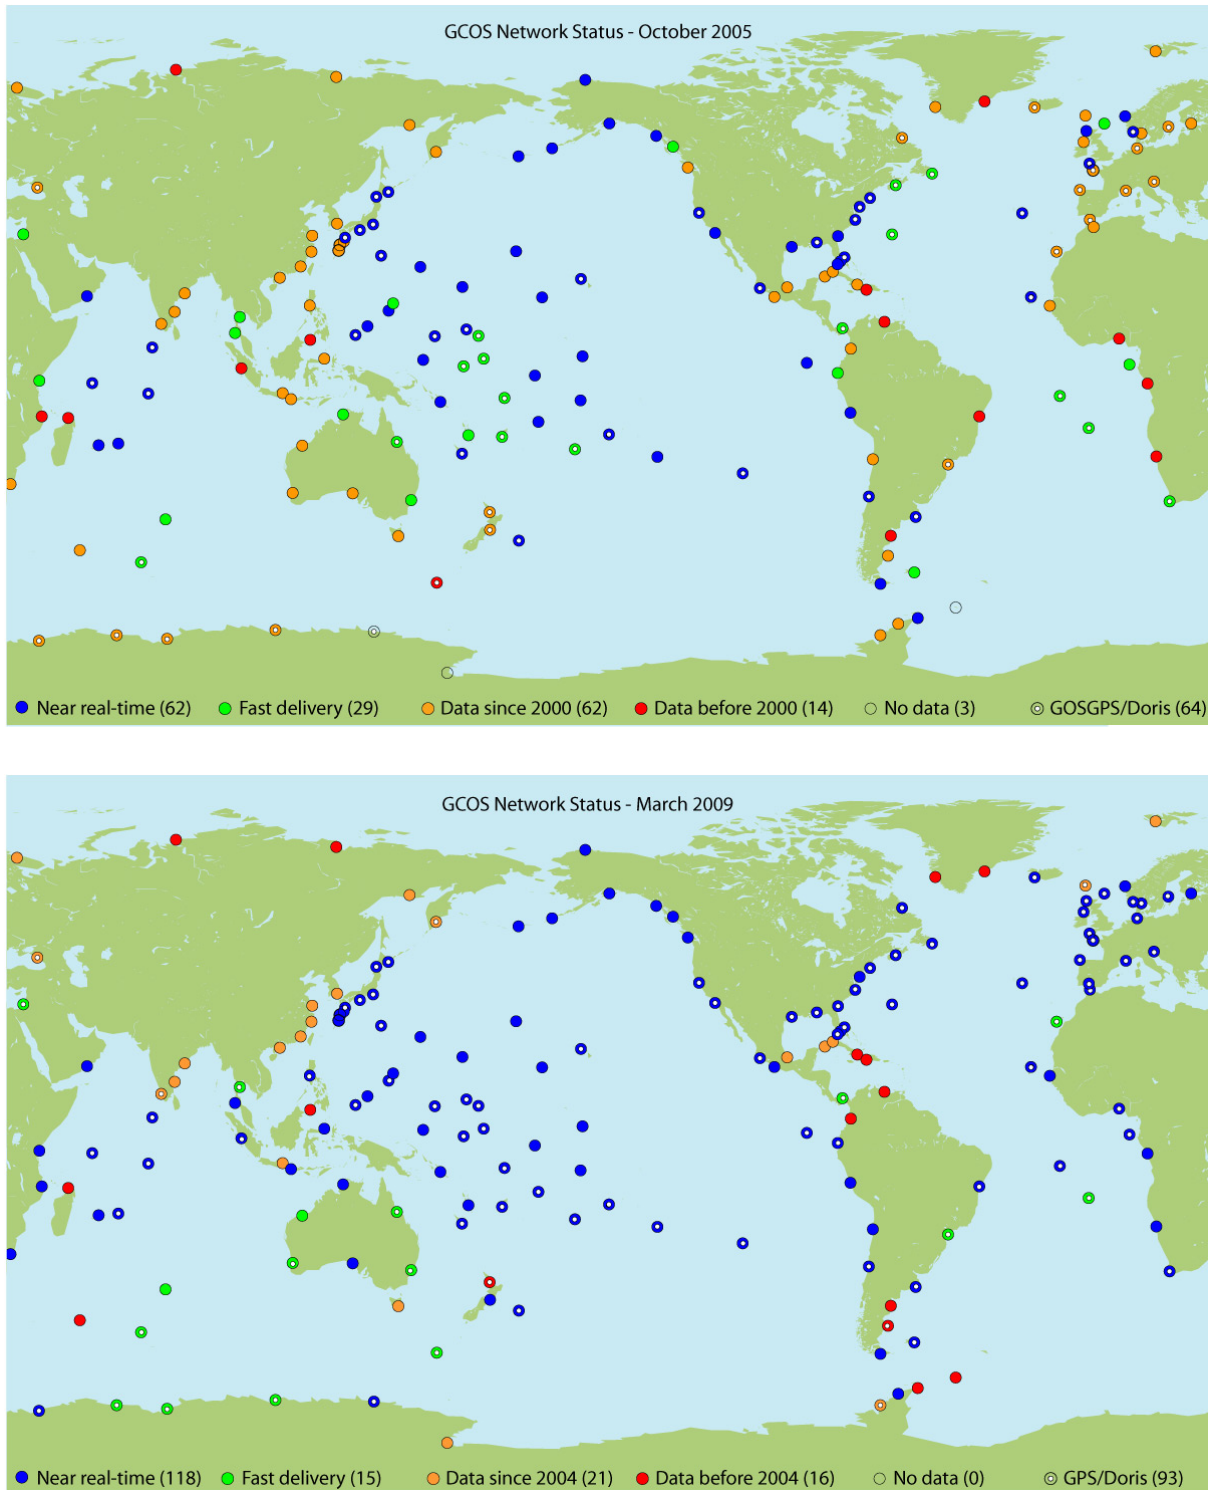 GCOS Network Status - October 2005
Near real-time (62) Fast delivery (29) Data since 2000 (62) Data before 2000 (14) No data (3) GOSGPS/Doris (64)
GCOS Network Status - March 2009
Near real-time (118) Fast delivery (15) Data since 2004 (21) Data before 2004 (16) No data (0) GPS/Doris (93)